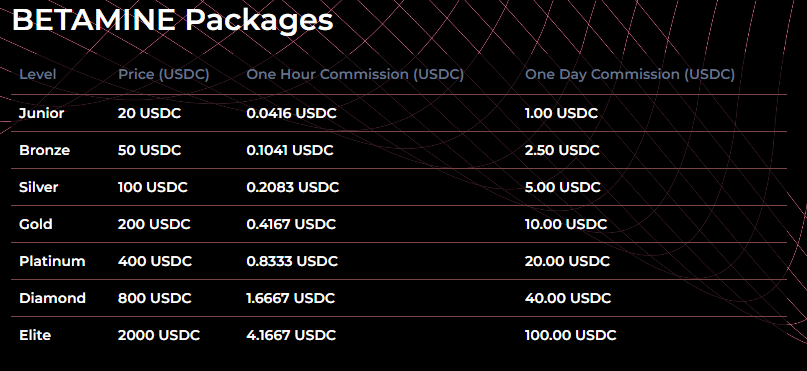 BETAMINE Packages
Level Price (USDC) One Hour Commission (USDC) One Day Commission (USDC)
Junior 20 USDC 0.0416 USDC 1.00 USDC
Bronze 50 USDC 0.1041 USDC 2.50 USDC
Silver 100 USDC 0.2083 USDC 5.00 USDC
Gold 200 USDC 0.4167 USDC 10.00 USDC
Platinum 400 USDC 0.8333 USDC 20.00 USDC
Diamond 800 USDC 1.6667 USDC 40.00 USDC
Elite 2000 USDC 4.1667 USDC 100.00 USDC